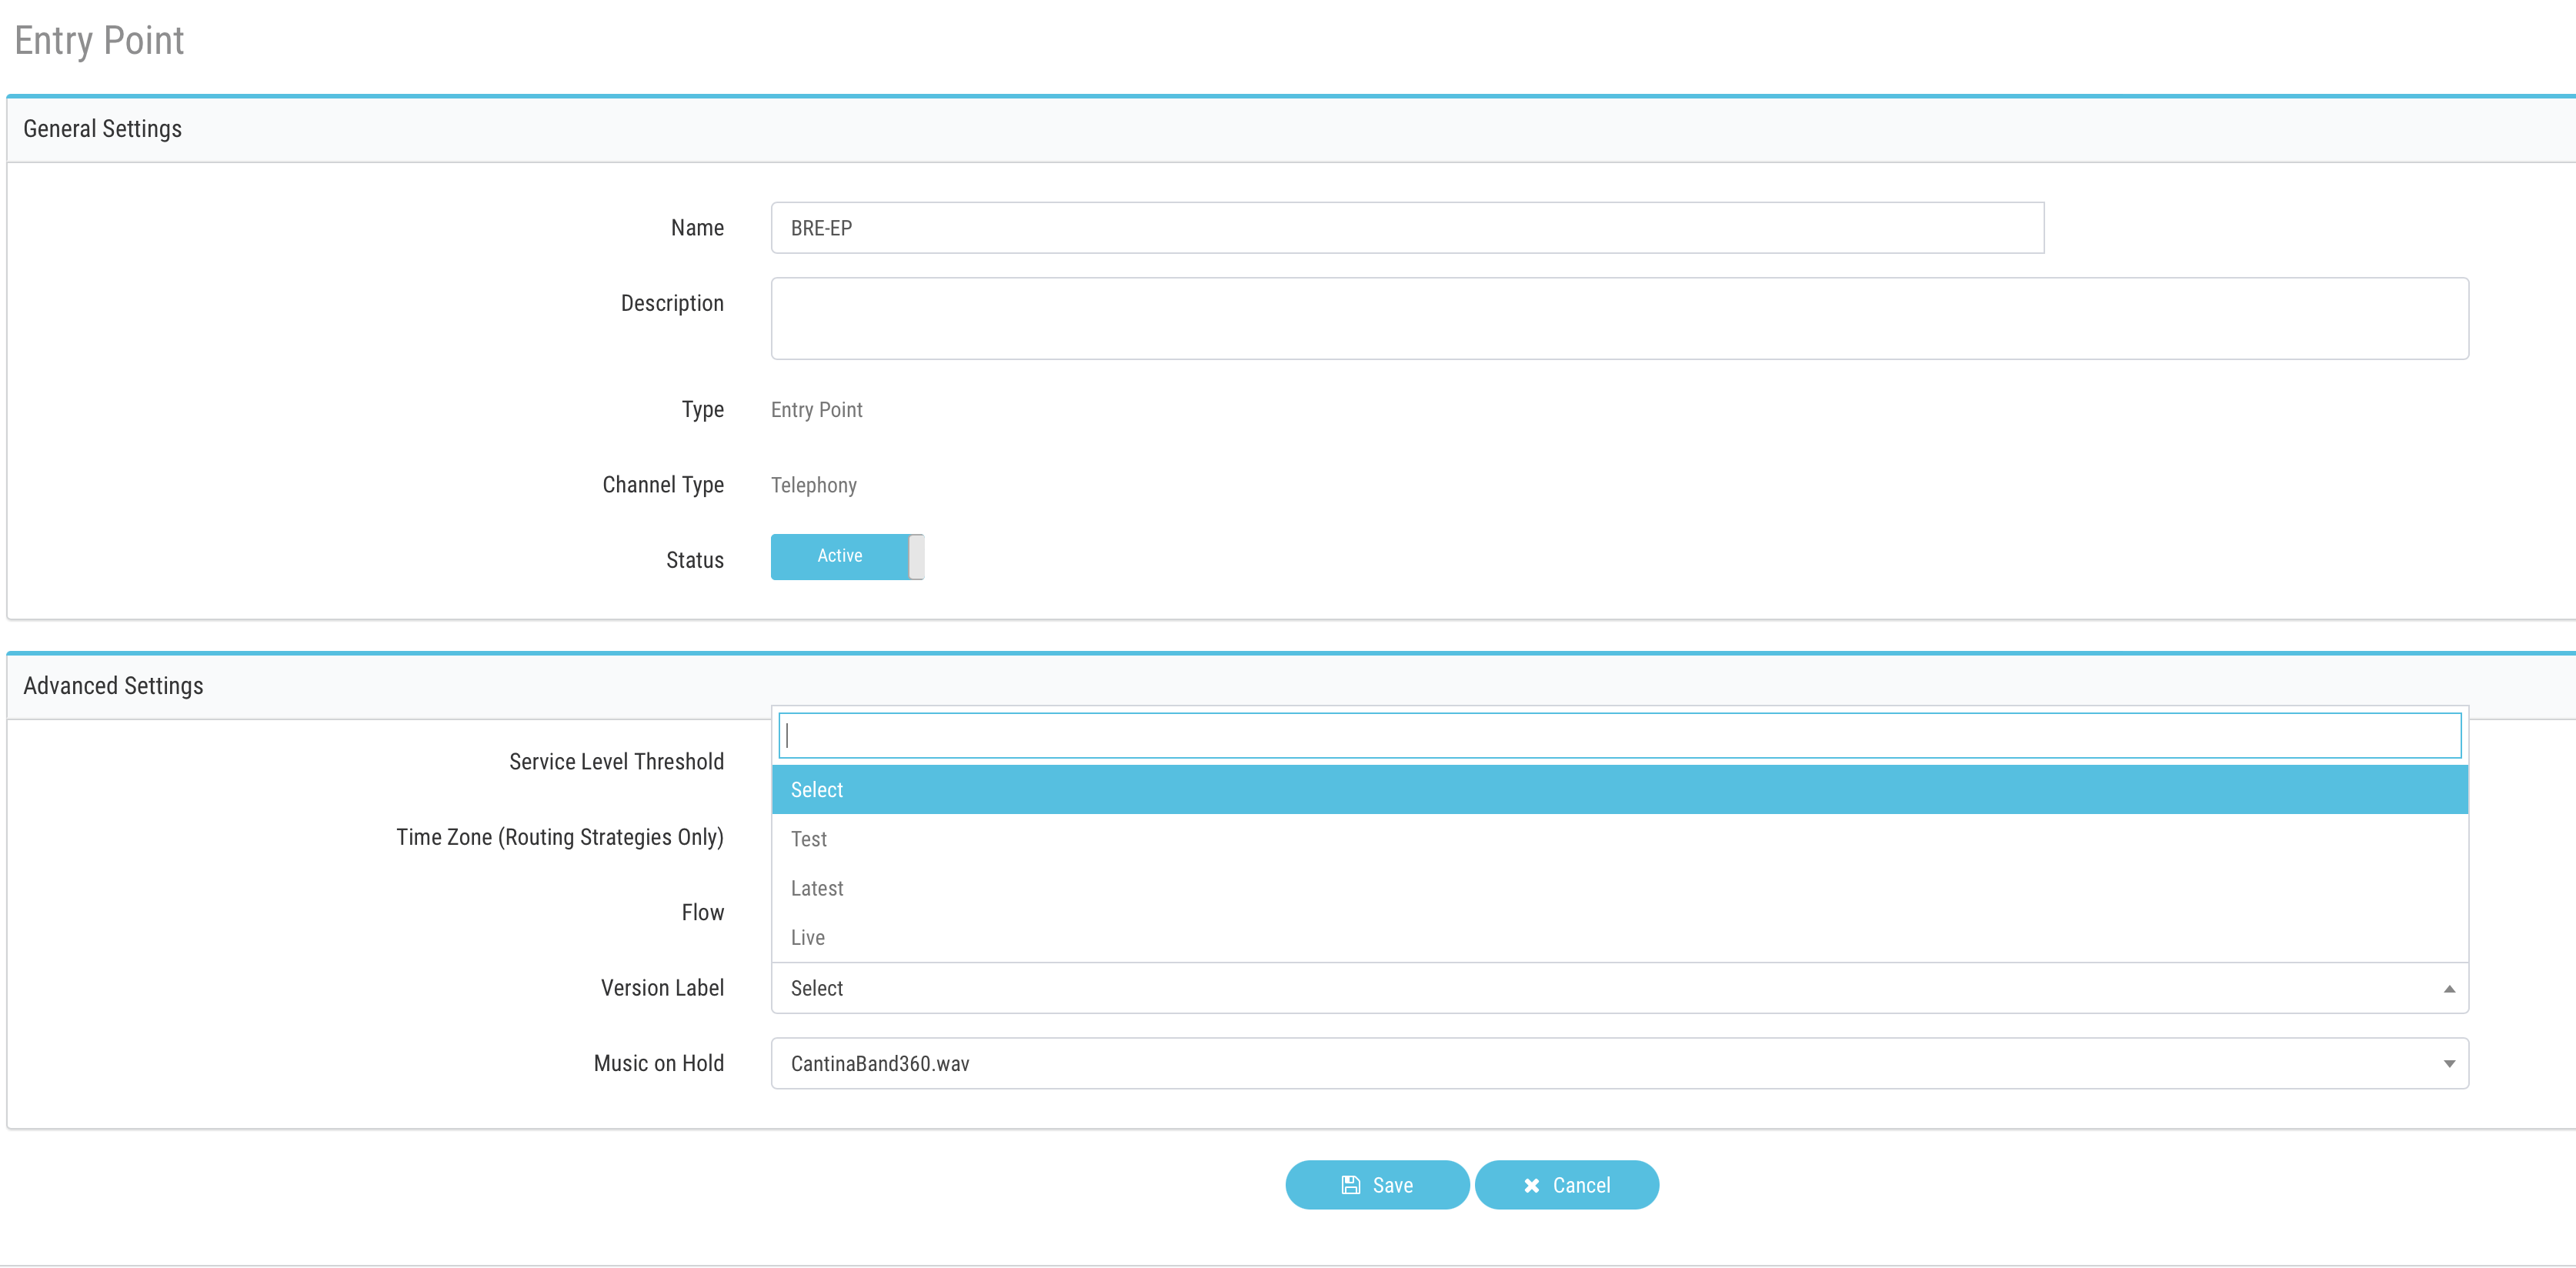 Entry Point
General Settings
Name BRE-EP
Description
Type Entry Point
Channel Type Telephony
Status Active
Advanced Settings
Service Level Threshold
Select
Time Zone (Routing Strategies Only)
Test
Latest
Flow
Live
Version Label Select
Music on Hold CantinaBand360.wav
Save Cancel